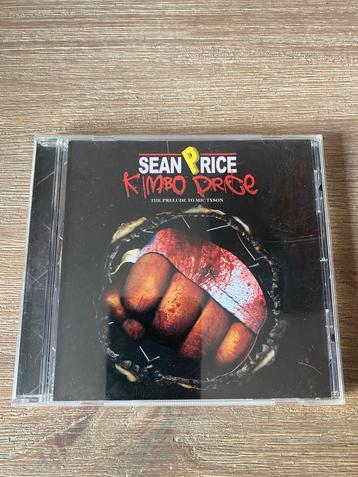 SEAN PRICE
KIMBO PRICE
THE PRELUDE TO MIC TYSON